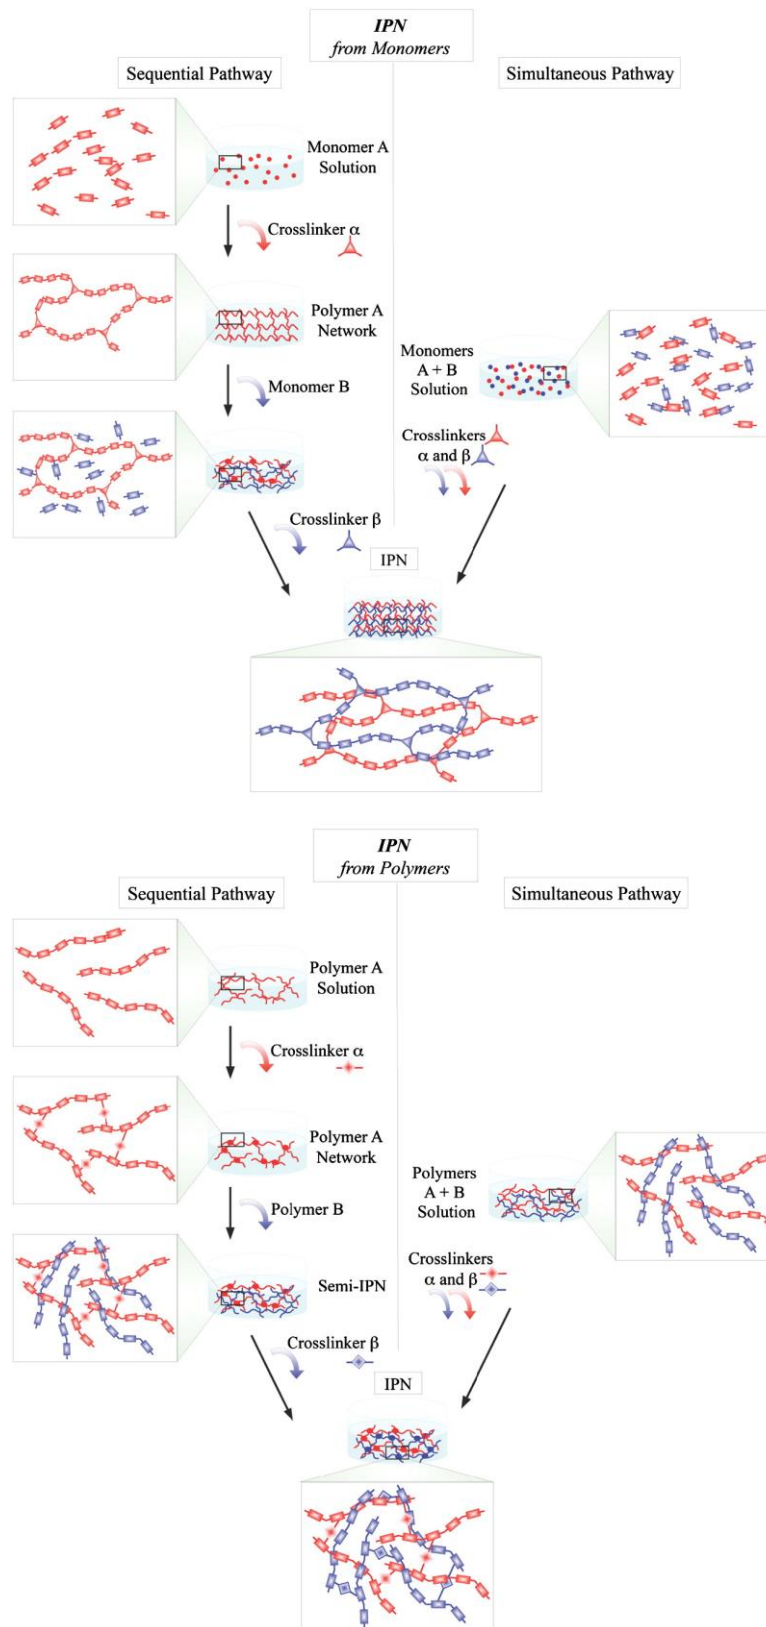 IPN
from Monomers
Sequential Pathway
Simultaneous Pathway
Monomer A
Solution
Crosslinker α
Polymer A
Network
Monomer B
Monomers
A + B
Solution
Crosslinkers
α and β
Crosslinker β
IPN
IPN
from Polymers
Sequential Pathway
Simultaneous Pathway
Polymer A
Solution
Crosslinker α
Polymer A
Network
Polymer B
Polymers
A + B
Solution
Semi-IPN
Crosslinkers
α and β
Crosslinker β
IPN